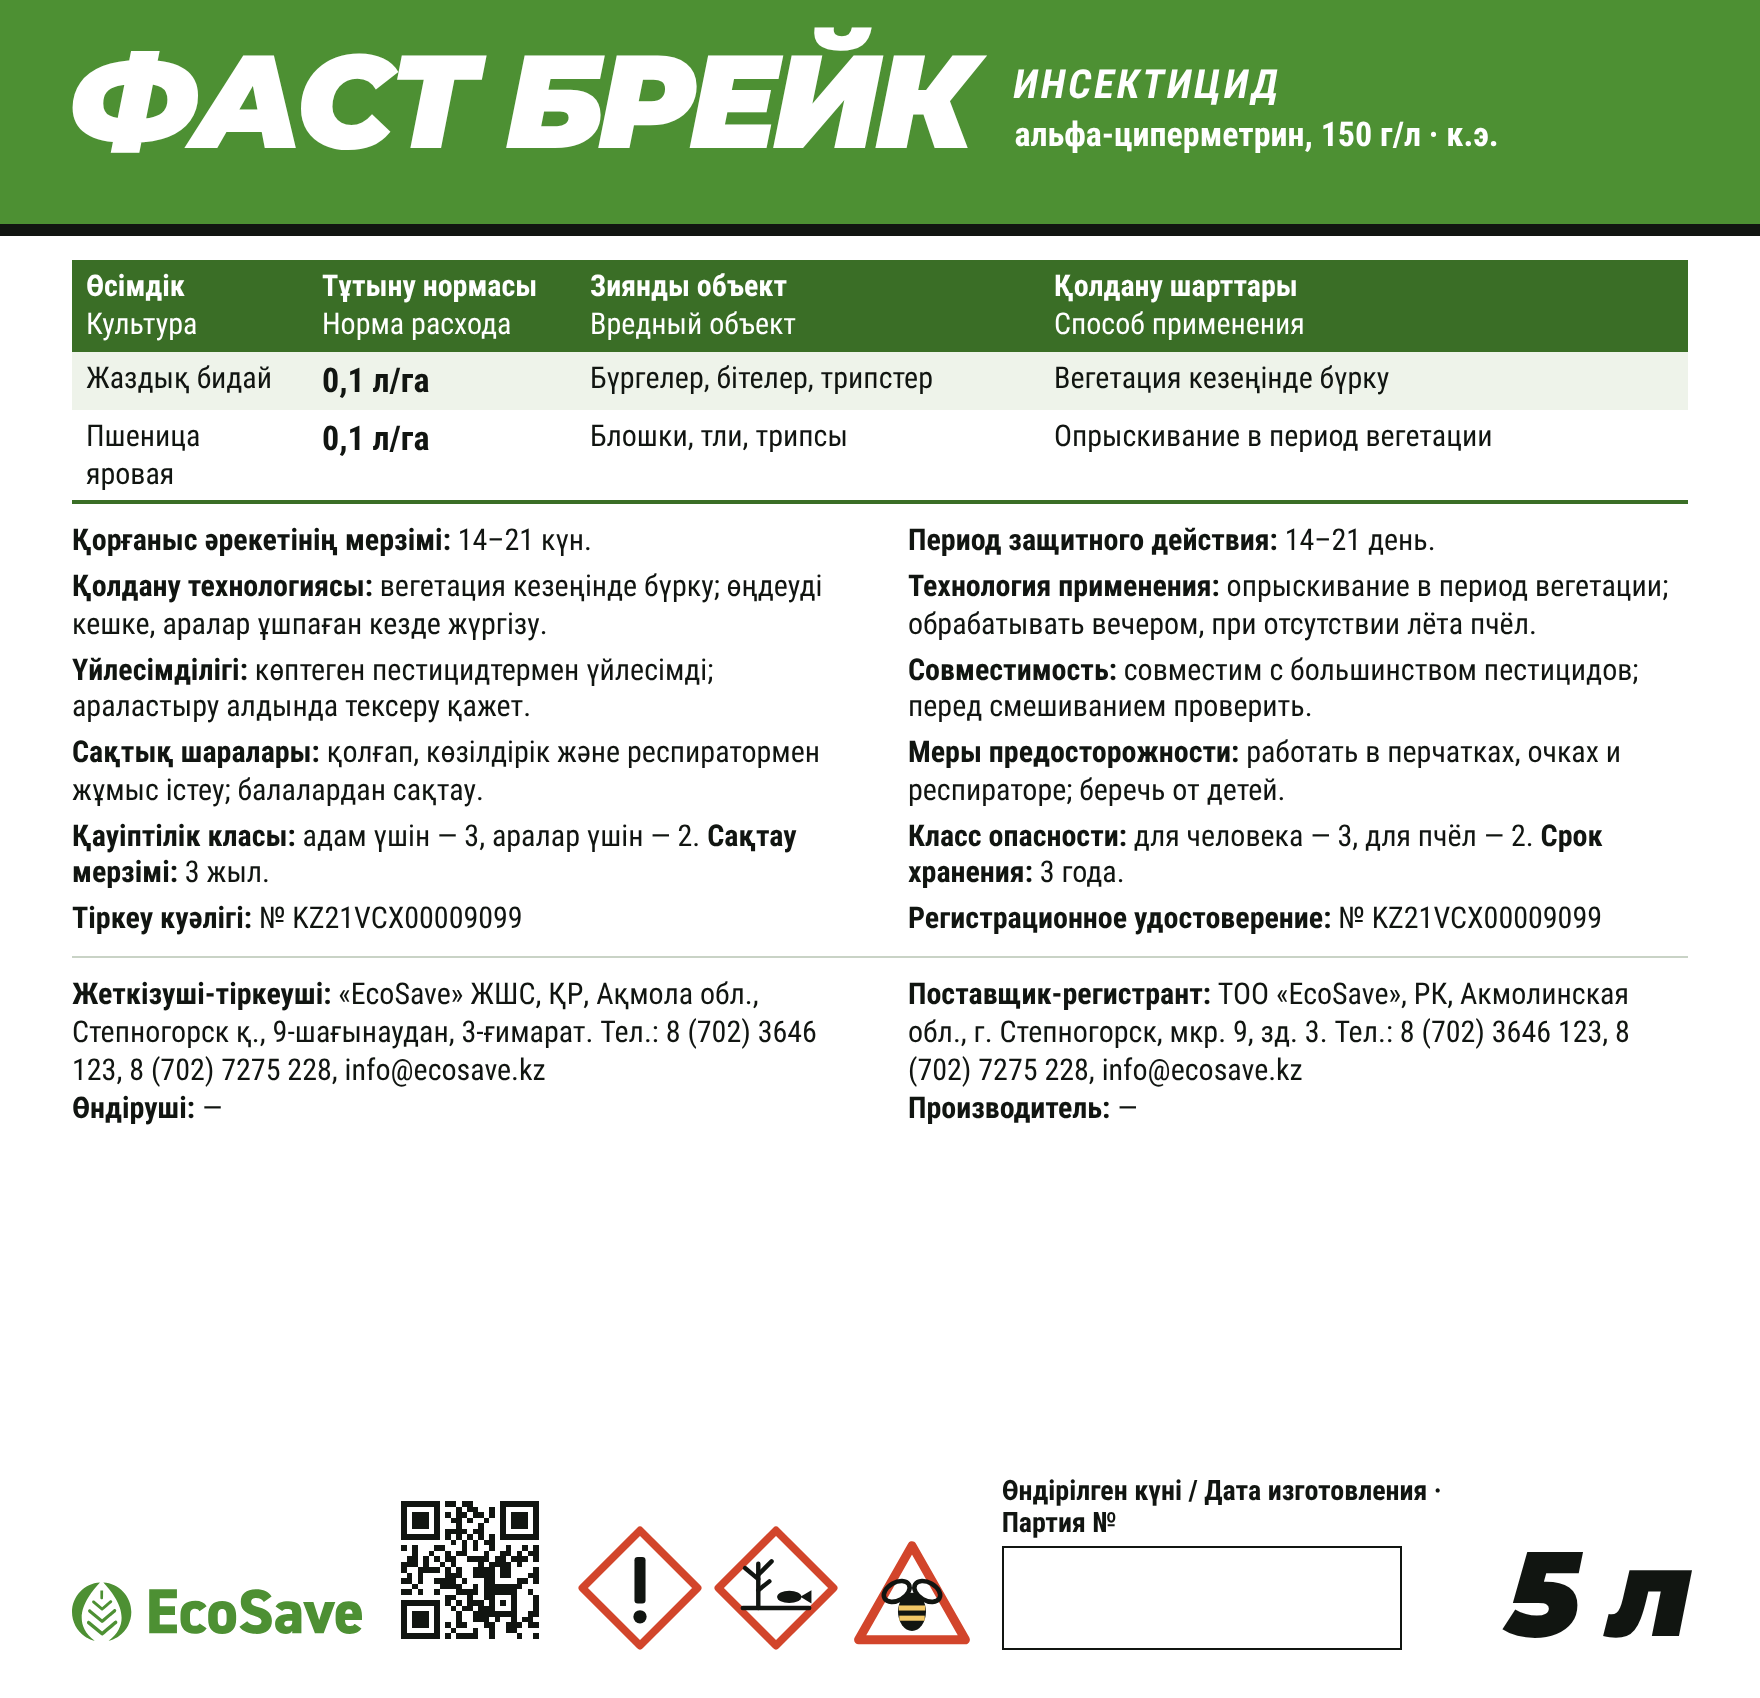 ФАСТ БРЕЙК
ИНСЕКТИЦИД
альфа-циперметрин, 150 г/л · к.э.
Өсімдік Тұтыну нормасы Зиянды объект Қолдану шарттары
Культура Норма расхода Вредный объект Способ применения
Жаздық бидай 0,1 л/га Бүргелер, бітелер, трипстер Вегетация кезеңінде бүрку
Пшеница яровая 0,1 л/га Блошки, тли, трипсы Опрыскивание в период вегетации
Қорғаныс әрекетінің мерзімі: 14–21 күн.
Қолдану технологиясы: вегетация кезеңінде бүрку; өңдеуді
кешке, аралар ұшпаған кезде жүргізу.
Үйлесімділігі: көптеген пестицидтермен үйлесімді;
араластыру алдында тексеру қажет.
Сақтық шаралары: қолғап, көзілдірік және респиратормен
жұмыс істеу; балалардан сақтау.
Қауіптілік класы: адам үшін — 3, аралар үшін — 2. Сақтау
мерзімі: 3 жыл.
Тіркеу куәлігі: № KZ21VCX00009099
Период защитного действия: 14–21 день.
Технология применения: опрыскивание в период вегетации;
обрабатывать вечером, при отсутствии лёта пчёл.
Совместимость: совместим с большинством пестицидов;
перед смешиванием проверить.
Меры предосторожности: работать в перчатках, очках и
респираторе; беречь от детей.
Класс опасности: для человека — 3, для пчёл — 2. Срок
хранения: 3 года.
Регистрационное удостоверение: № KZ21VCX00009099
Жеткізуші-тіркеуші: «EcoSave» ЖШС, ҚР, Ақмола обл.,
Степногорск қ., 9-шағынаудан, 3-ғимарат. Тел.: 8 (702) 3646
123, 8 (702) 7275 228, info@ecosave.kz
Өндіруші: —
Поставщик-регистрант: ТОО «EcoSave», РК, Акмолинская
обл., г. Степногорск, мкр. 9, зд. 3. Тел.: 8 (702) 3646 123, 8
(702) 7275 228, info@ecosave.kz
Производитель: —
EcoSave
Өндірілген күні / Дата изготовления ·
Партия №
5 л